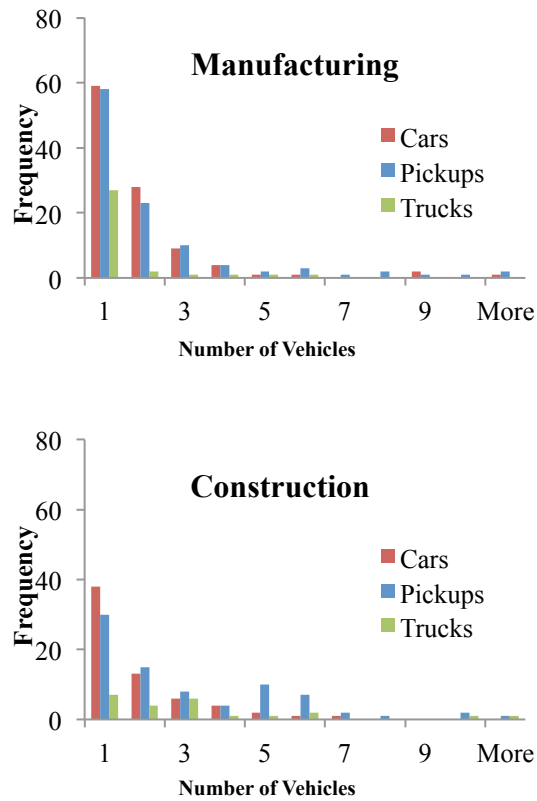 Manufacturing
Frequency
80
60
40
20
0
Cars
Pickups
Trucks
1 3 5 7 9 More
Number of Vehicles
Construction
Frequency
80
60
40
20
0
Cars
Pickups
Trucks
1 3 5 7 9 More
Number of Vehicles